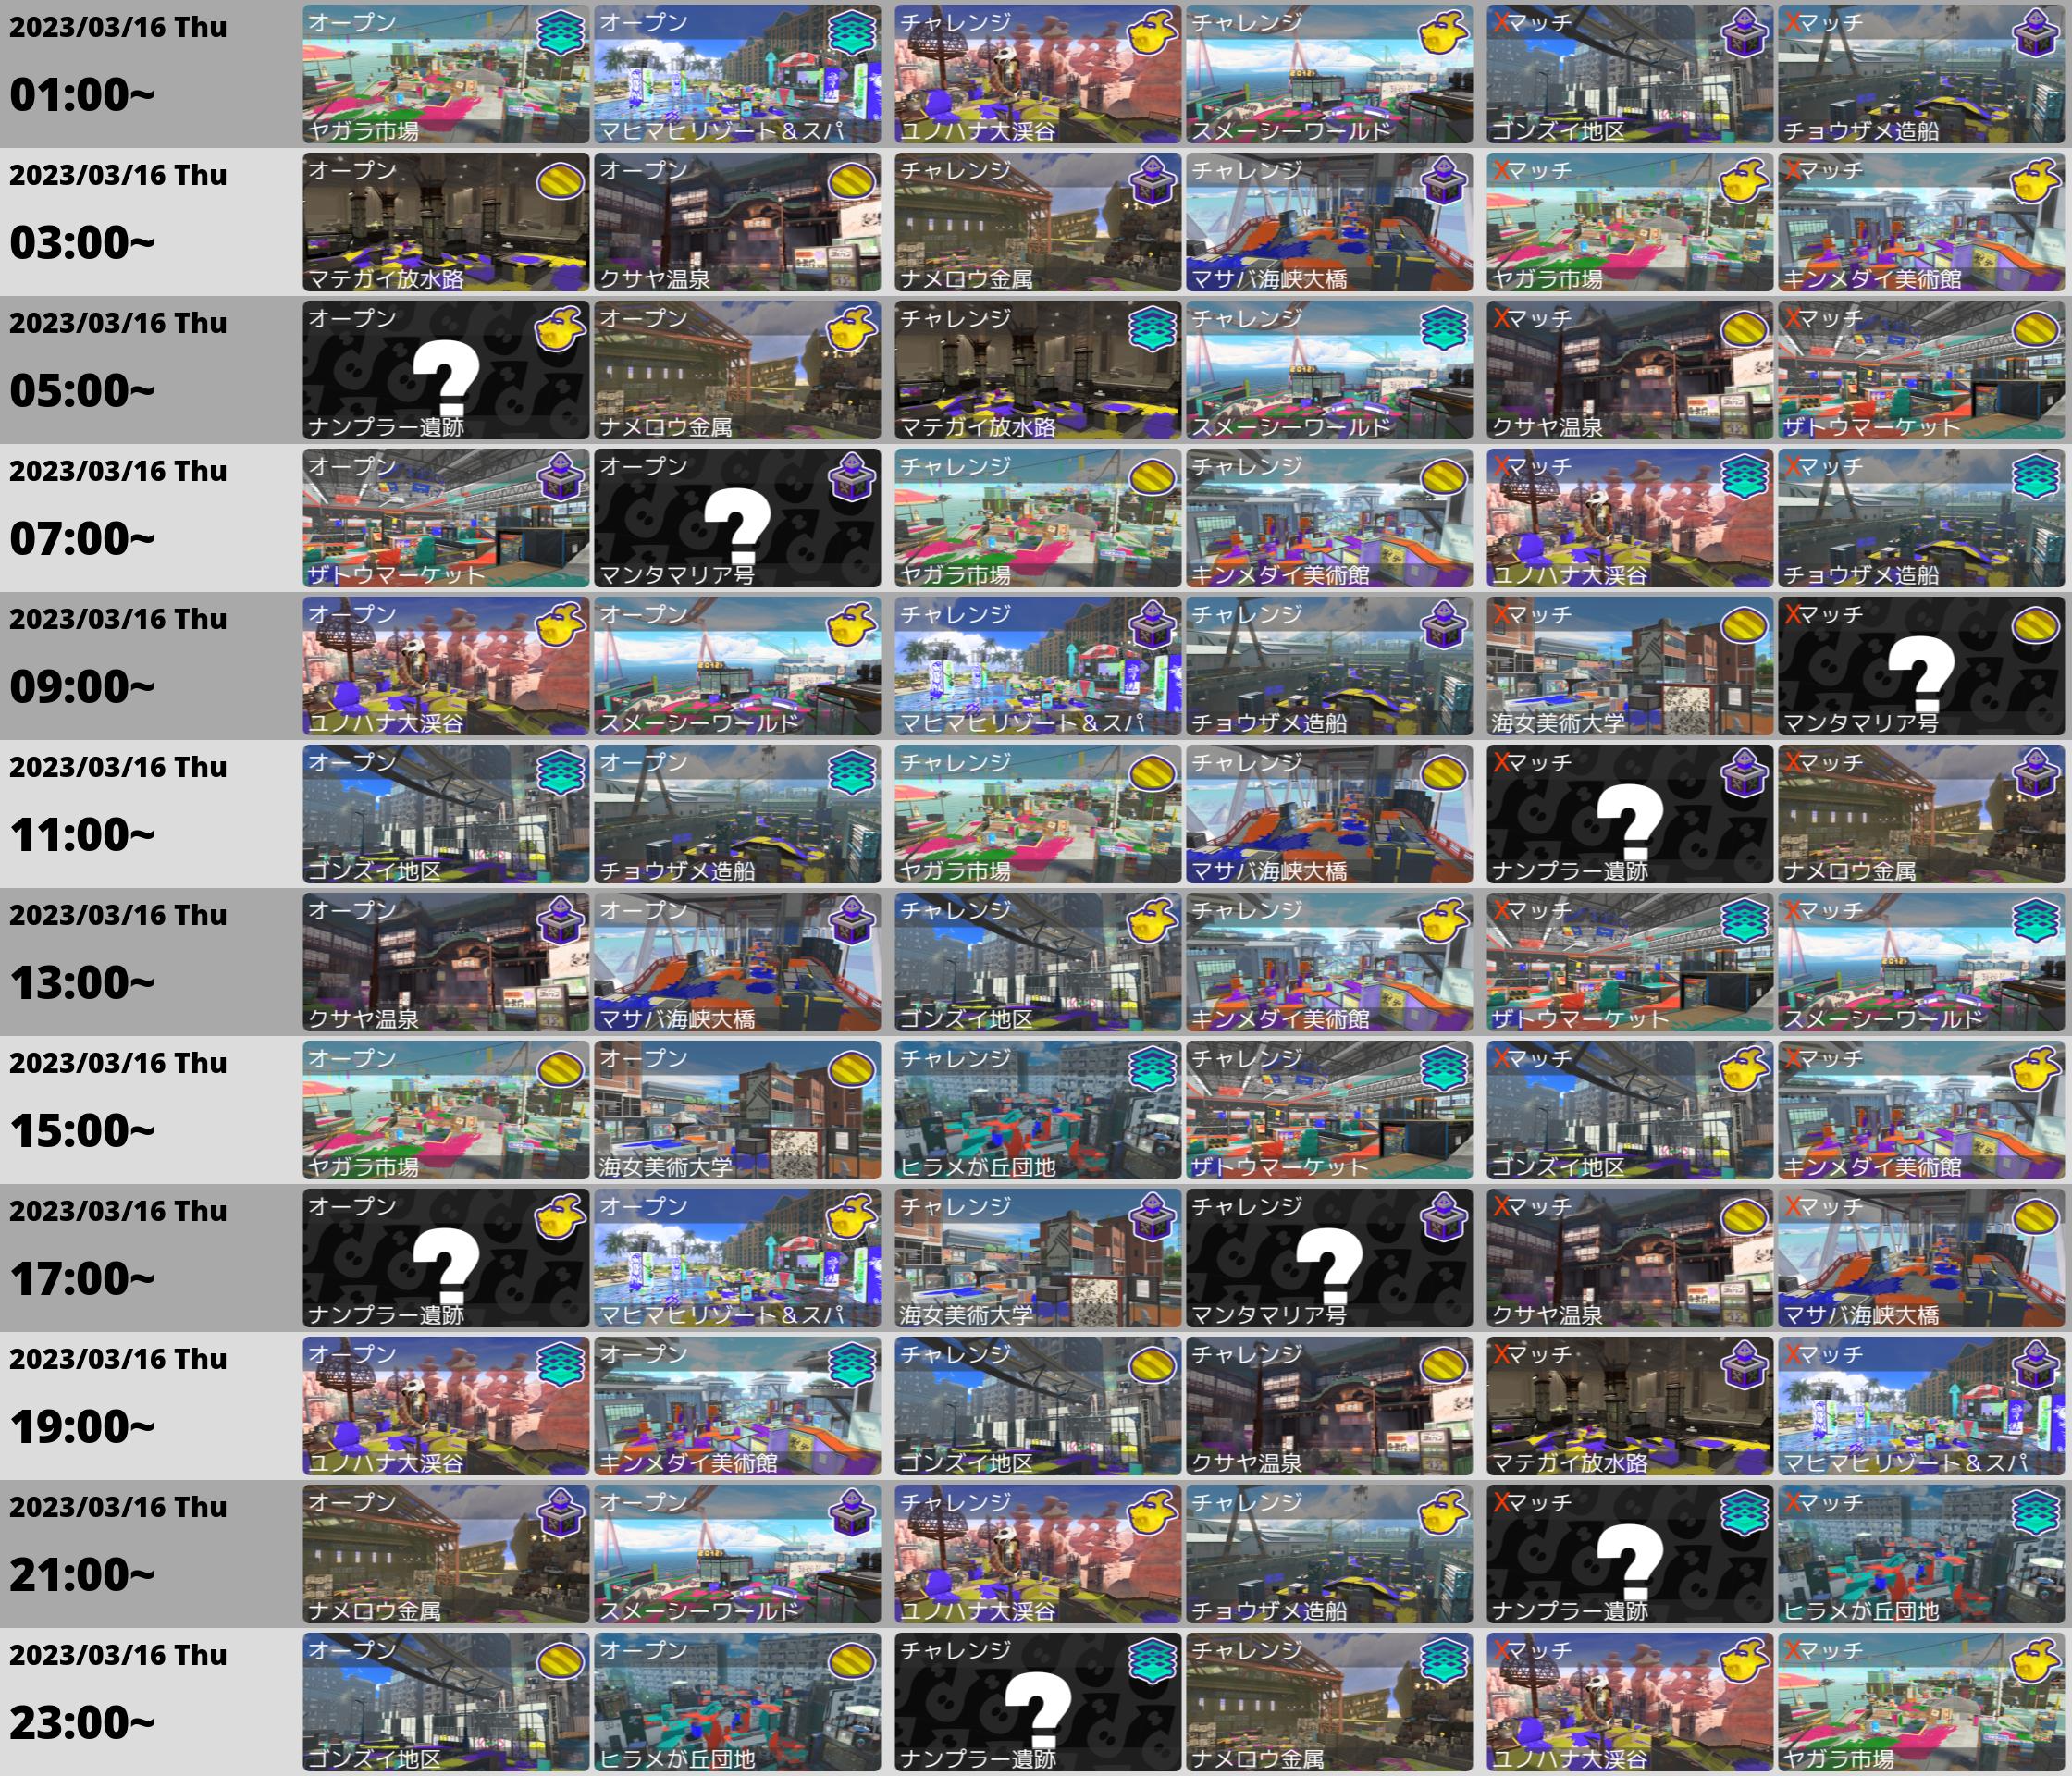 2023/03/16 Thu
01:00~
オープン オープン チャレンジ チャレンジ Xマッチ Xマッチ
ヤガラ市場 マヒマヒリゾート＆スパ ユノハナ大渓谷 スメーシーワールド ゴンズイ地区 チョウザメ造船
2023/03/16 Thu
03:00~
オープン オープン チャレンジ チャレンジ Xマッチ Xマッチ
マテガイ放水路 クサヤ温泉 ナメロウ金属 マサバ海峡大橋 ヤガラ市場 キンメダイ美術館
2023/03/16 Thu
05:00~
オープン オープン チャレンジ チャレンジ Xマッチ Xマッチ
ナンプラー遺跡 ナメロウ金属 マテガイ放水路 スメーシーワールド クサヤ温泉 ザトウマーケット
2023/03/16 Thu
07:00~
オープン オープン チャレンジ チャレンジ Xマッチ Xマッチ
ザトウマーケット マンタマリア号 ヤガラ市場 キンメダイ美術館 ユノハナ大渓谷 チョウザメ造船
2023/03/16 Thu
09:00~
オープン オープン チャレンジ チャレンジ Xマッチ Xマッチ
ユノハナ大渓谷 スメーシーワールド マヒマヒリゾート＆スパ チョウザメ造船 海女美術大学 マンタマリア号
2023/03/16 Thu
11:00~
オープン オープン チャレンジ チャレンジ Xマッチ Xマッチ
ゴンズイ地区 チョウザメ造船 ヤガラ市場 マサバ海峡大橋 ナンプラー遺跡 ナメロウ金属
2023/03/16 Thu
13:00~
オープン オープン チャレンジ チャレンジ Xマッチ Xマッチ
クサヤ温泉 マサバ海峡大橋 ゴンズイ地区 キンメダイ美術館 ザトウマーケット スメーシーワールド
2023/03/16 Thu
15:00~
オープン オープン チャレンジ チャレンジ Xマッチ Xマッチ
ヤガラ市場 海女美術大学 ヒラメが丘団地 ザトウマーケット ゴンズイ地区 キンメダイ美術館
2023/03/16 Thu
17:00~
オープン オープン チャレンジ チャレンジ Xマッチ Xマッチ
ナンプラー遺跡 マヒマヒリゾート＆スパ 海女美術大学 マンタマリア号 クサヤ温泉 マサバ海峡大橋
2023/03/16 Thu
19:00~
オープン オープン チャレンジ チャレンジ Xマッチ Xマッチ
ユノハナ大渓谷 キンメダイ美術館 ゴンズイ地区 クサヤ温泉 マテガイ放水路 マヒマヒリゾート＆スパ
2023/03/16 Thu
21:00~
オープン オープン チャレンジ チャレンジ Xマッチ Xマッチ
ナメロウ金属 スメーシーワールド ユノハナ大渓谷 チョウザメ造船 ナンプラー遺跡 ヒラメが丘団地
2023/03/16 Thu
23:00~
オープン オープン チャレンジ チャレンジ Xマッチ Xマッチ
ゴンズイ地区 ヒラメが丘団地 ナンプラー遺跡 ナメロウ金属 ユノハナ大渓谷 ヤガラ市場